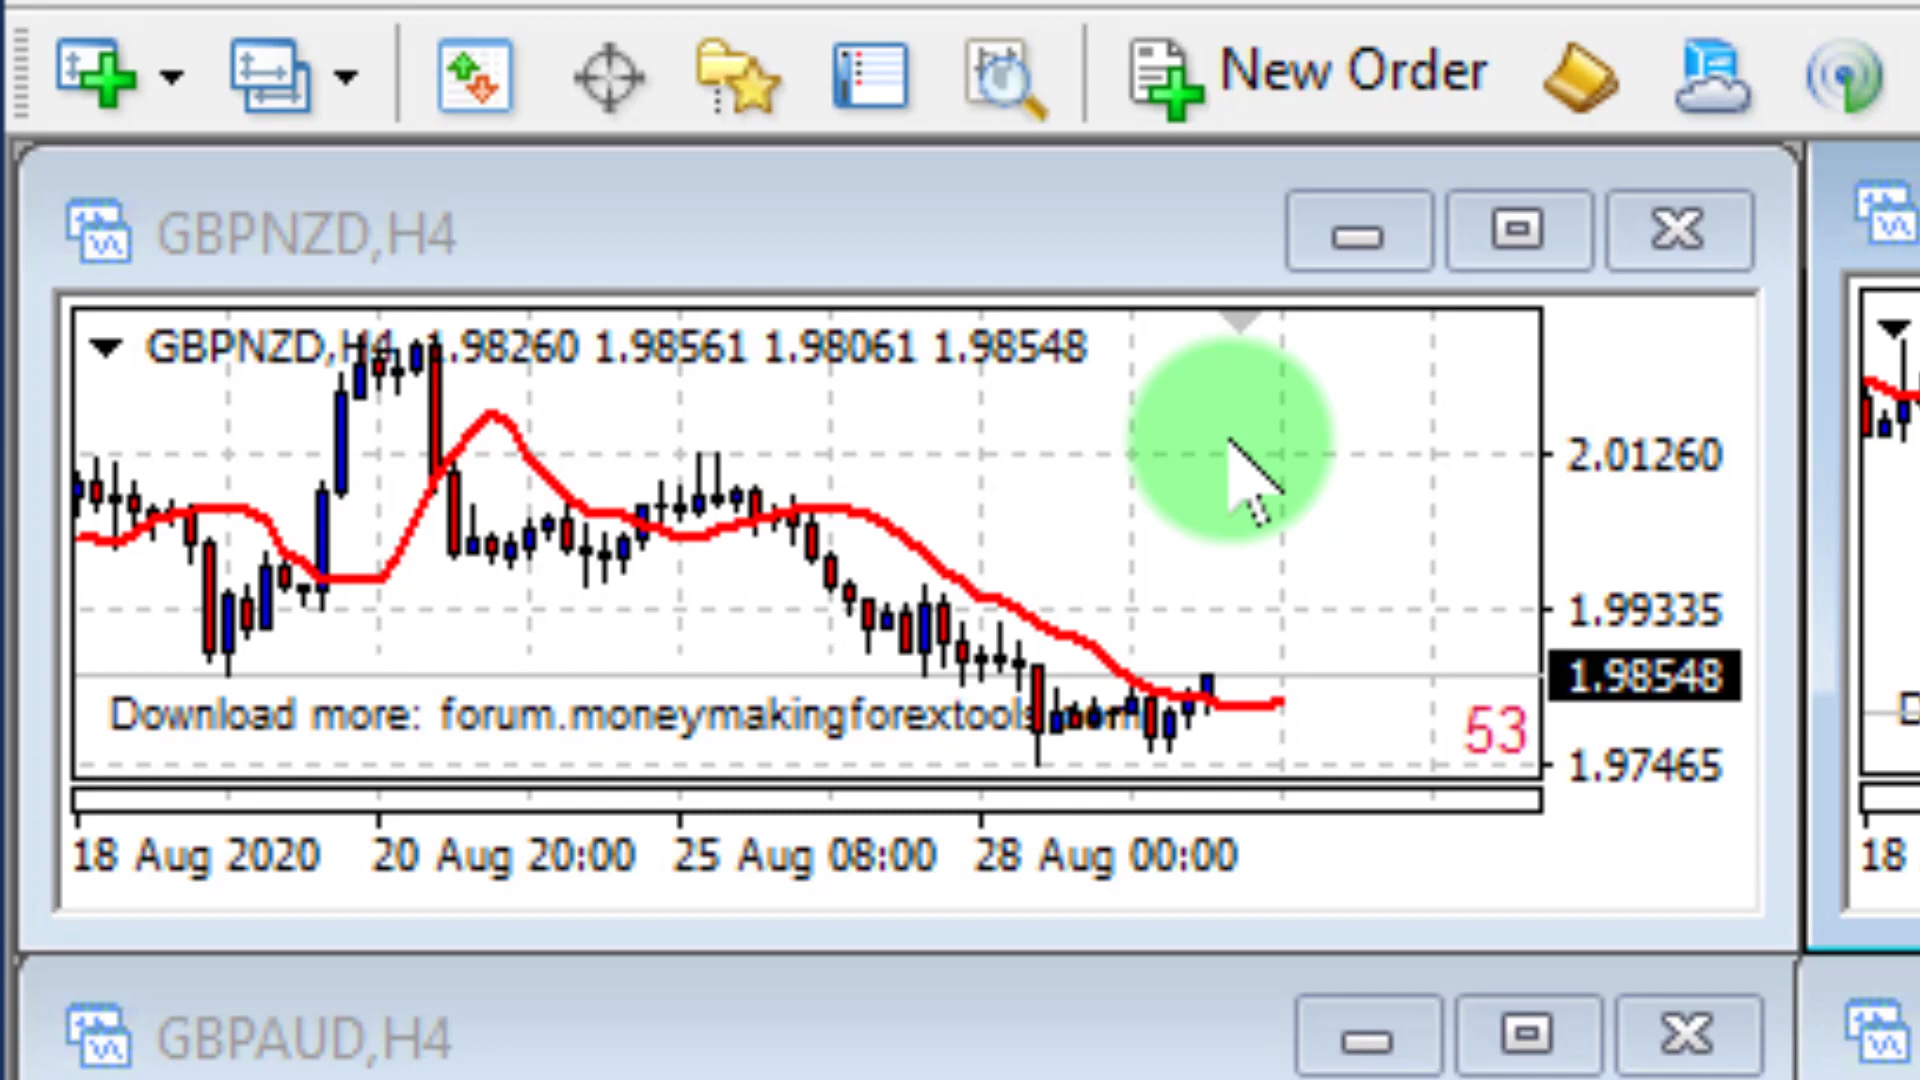 New Order
GBPNZD,H4
GBPNZD,H4 1.98260 1.98561 1.98061 1.98548
2.01260
1.99335
1.98548
Download more: forum.moneymakingforextools.com
53
1.97465
18 Aug 2020 20 Aug 20:00 25 Aug 08:00 28 Aug 00:00
18
GBPAUD,H4